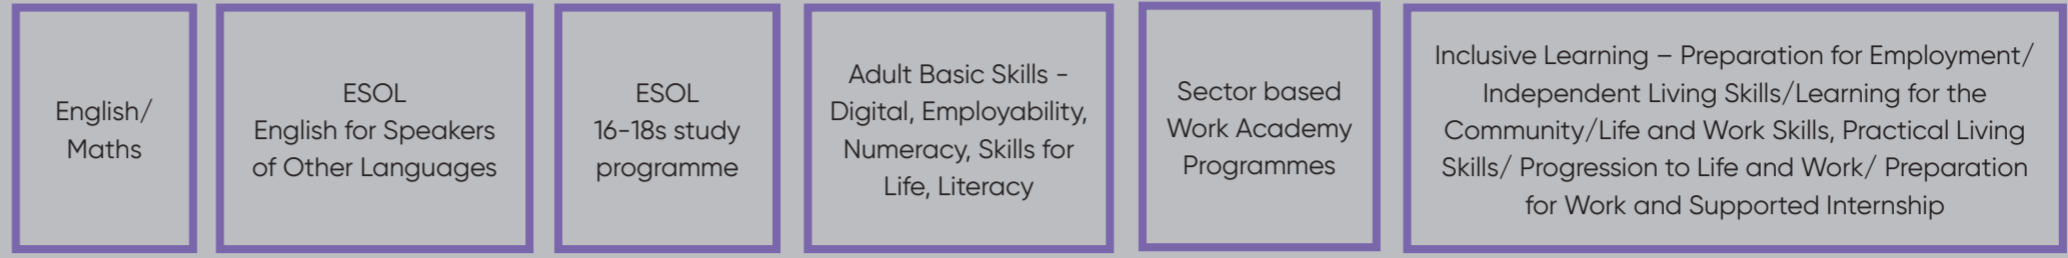 English/
Maths
ESOL
English for Speakers
of Other Languages
ESOL
16-18s study
programme
Adult Basic Skills -
Digital, Employability,
Numeracy, Skills for
Life, Literacy
Sector based
Work Academy
Programmes
Inclusive Learning – Preparation for Employment/
Independent Living Skills/Learning for the
Community/Life and Work Skills, Practical Living
Skills/ Progression to Life and Work/ Preparation
for Work and Supported Internship